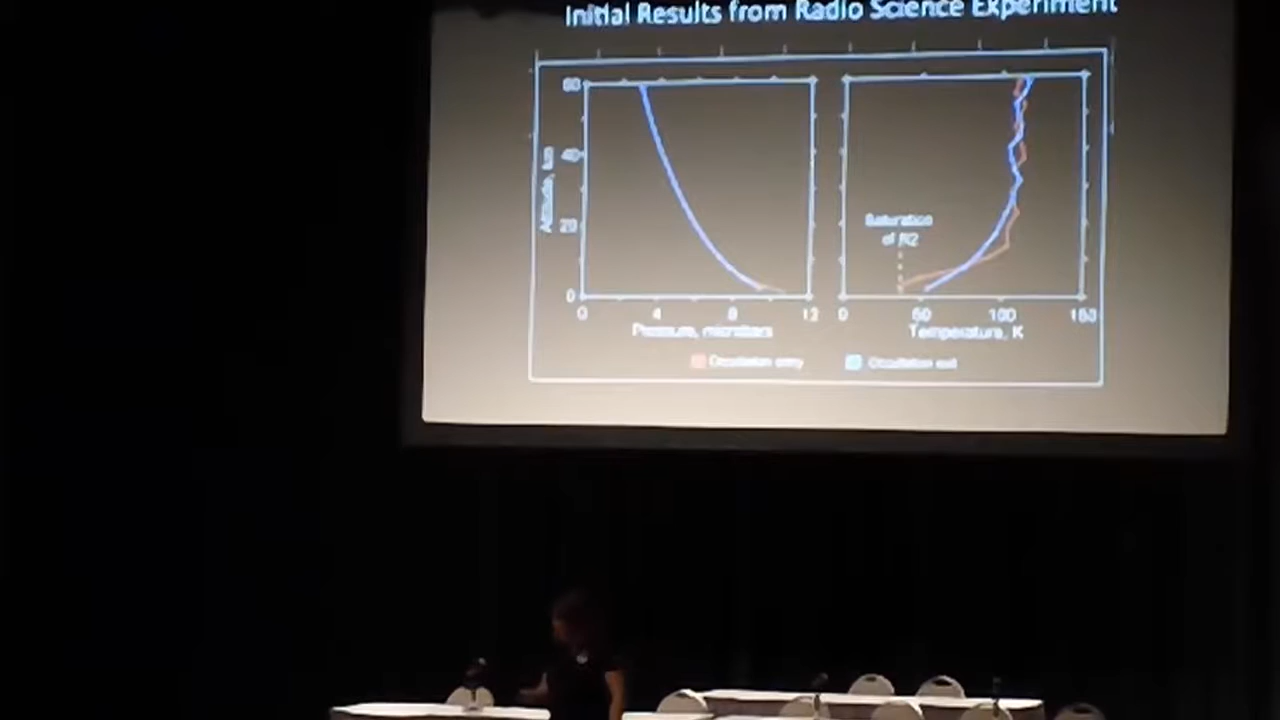 Initial Results from Radio Science Experiment
60
40
20
0
Altitude, km
0 4 8 12
Pressure, microbars
Saturation
of N2
0 50 100 150
Temperature, K
Occultation entry Occultation exit